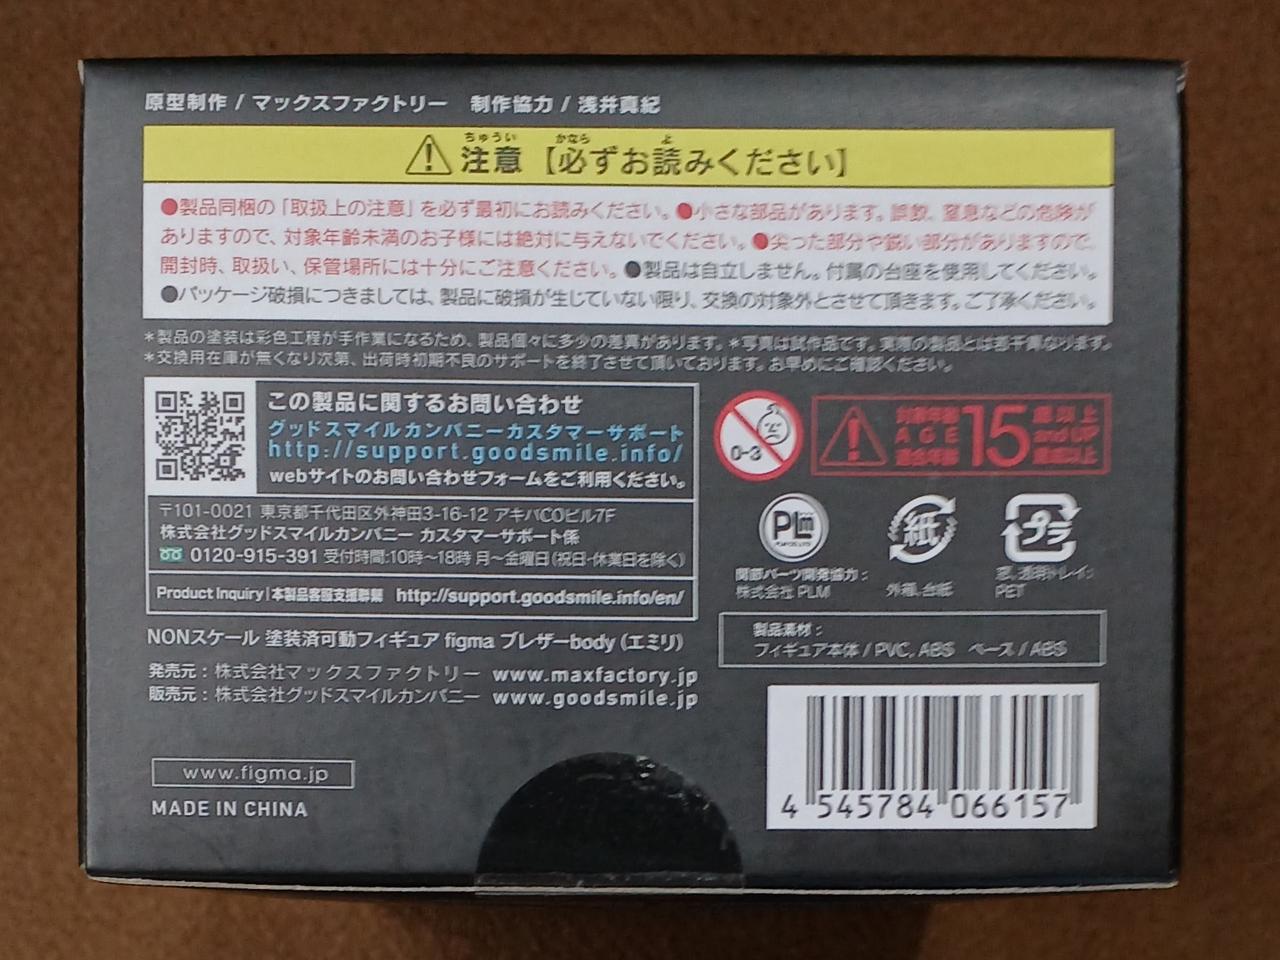 原型制作 / マックスファクトリー　制作協力 / 浅井真紀
ちゅうい　かなら　よ
注意【必ずお読みください】
●製品同梱の「取扱上の注意」を必ず最初にお読みください。●小さな部品があります。誤飲、窒息などの危険が
ありますので、対象年齢未満のお子様には絶対に与えないでください。●尖った部分や鋭い部分がありますので、
開封時、取扱い、保管場所には十分にご注意ください。●製品は自立しません。付属の台座を使用してください。
●パッケージ破損につきましては、製品に破損が生じていない限り、交換の対象外とさせて頂きます。ご了承ください。
*製品の塗装は彩色工程が手作業になるため、製品個々に多少の差異があります。*写真は試作品です。実際の製品とは若干異なります。
*交換用在庫が無くなり次第、出荷時初期不良のサポートを終了させて頂いております。お早めにご確認ください。
この製品に関するお問い合わせ
グッドスマイルカンパニーカスタマーサポート
http://support.goodsmile.info/
webサイトのお問い合わせフォームをご利用ください。
〒101-0021 東京都千代田区外神田3-16-12 アキバCOビル7F
株式会社グッドスマイルカンパニー カスタマーサポート係
0120-915-391 受付時間:10時〜18時 月〜金曜日(祝日・休業日を除く)
Product Inquiry | 本製品客服支援聯繫 http://support.goodsmile.info/en/
NONスケール 塗装済可動フィギュア figma ブレザーbody (エミリ)
発売元：株式会社マックスファクトリー www.maxfactory.jp
販売元：株式会社グッドスマイルカンパニー www.goodsmile.jp
www.figma.jp
MADE IN CHINA
0-3
対象年齢 15 歳以上
AGE and UP
適合年齢 歳或以上
PLM
紙
プラ
関節パーツ開発協力：
株式会社 PLM
外箱、台紙
窓、透明トレイ：
PET
製品素材：
フィギュア本体 / PVC, ABS　ベース / ABS
4 545784 066157